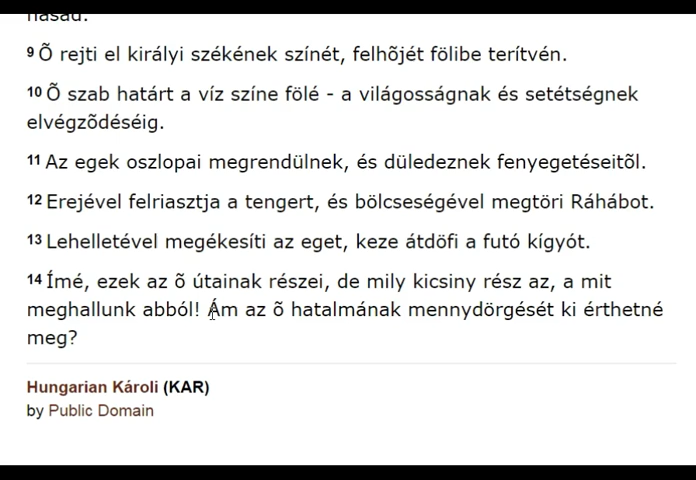 hasad.
9 Õ rejti el királyi székének színét, felhõjét fölibe terítvén.
10 Õ szab határt a víz színe fölé - a világosságnak és setétségnek
elvégzõdéséig.
11 Az egek oszlopai megrendülnek, és düledeznek fenyegetéseitõl.
12 Erejével felriasztja a tengert, és bölcseségével megtöri Ráhábot.
13 Lehelletével megékesíti az eget, keze átdöfi a futó kígyót.
14 Ímé, ezek az õ útainak részei, de mily kicsiny rész az, a mit
meghallunk abból! Ám az õ hatalmának mennydörgését ki érthetné
meg?
Hungarian Károli (KAR)
by Public Domain